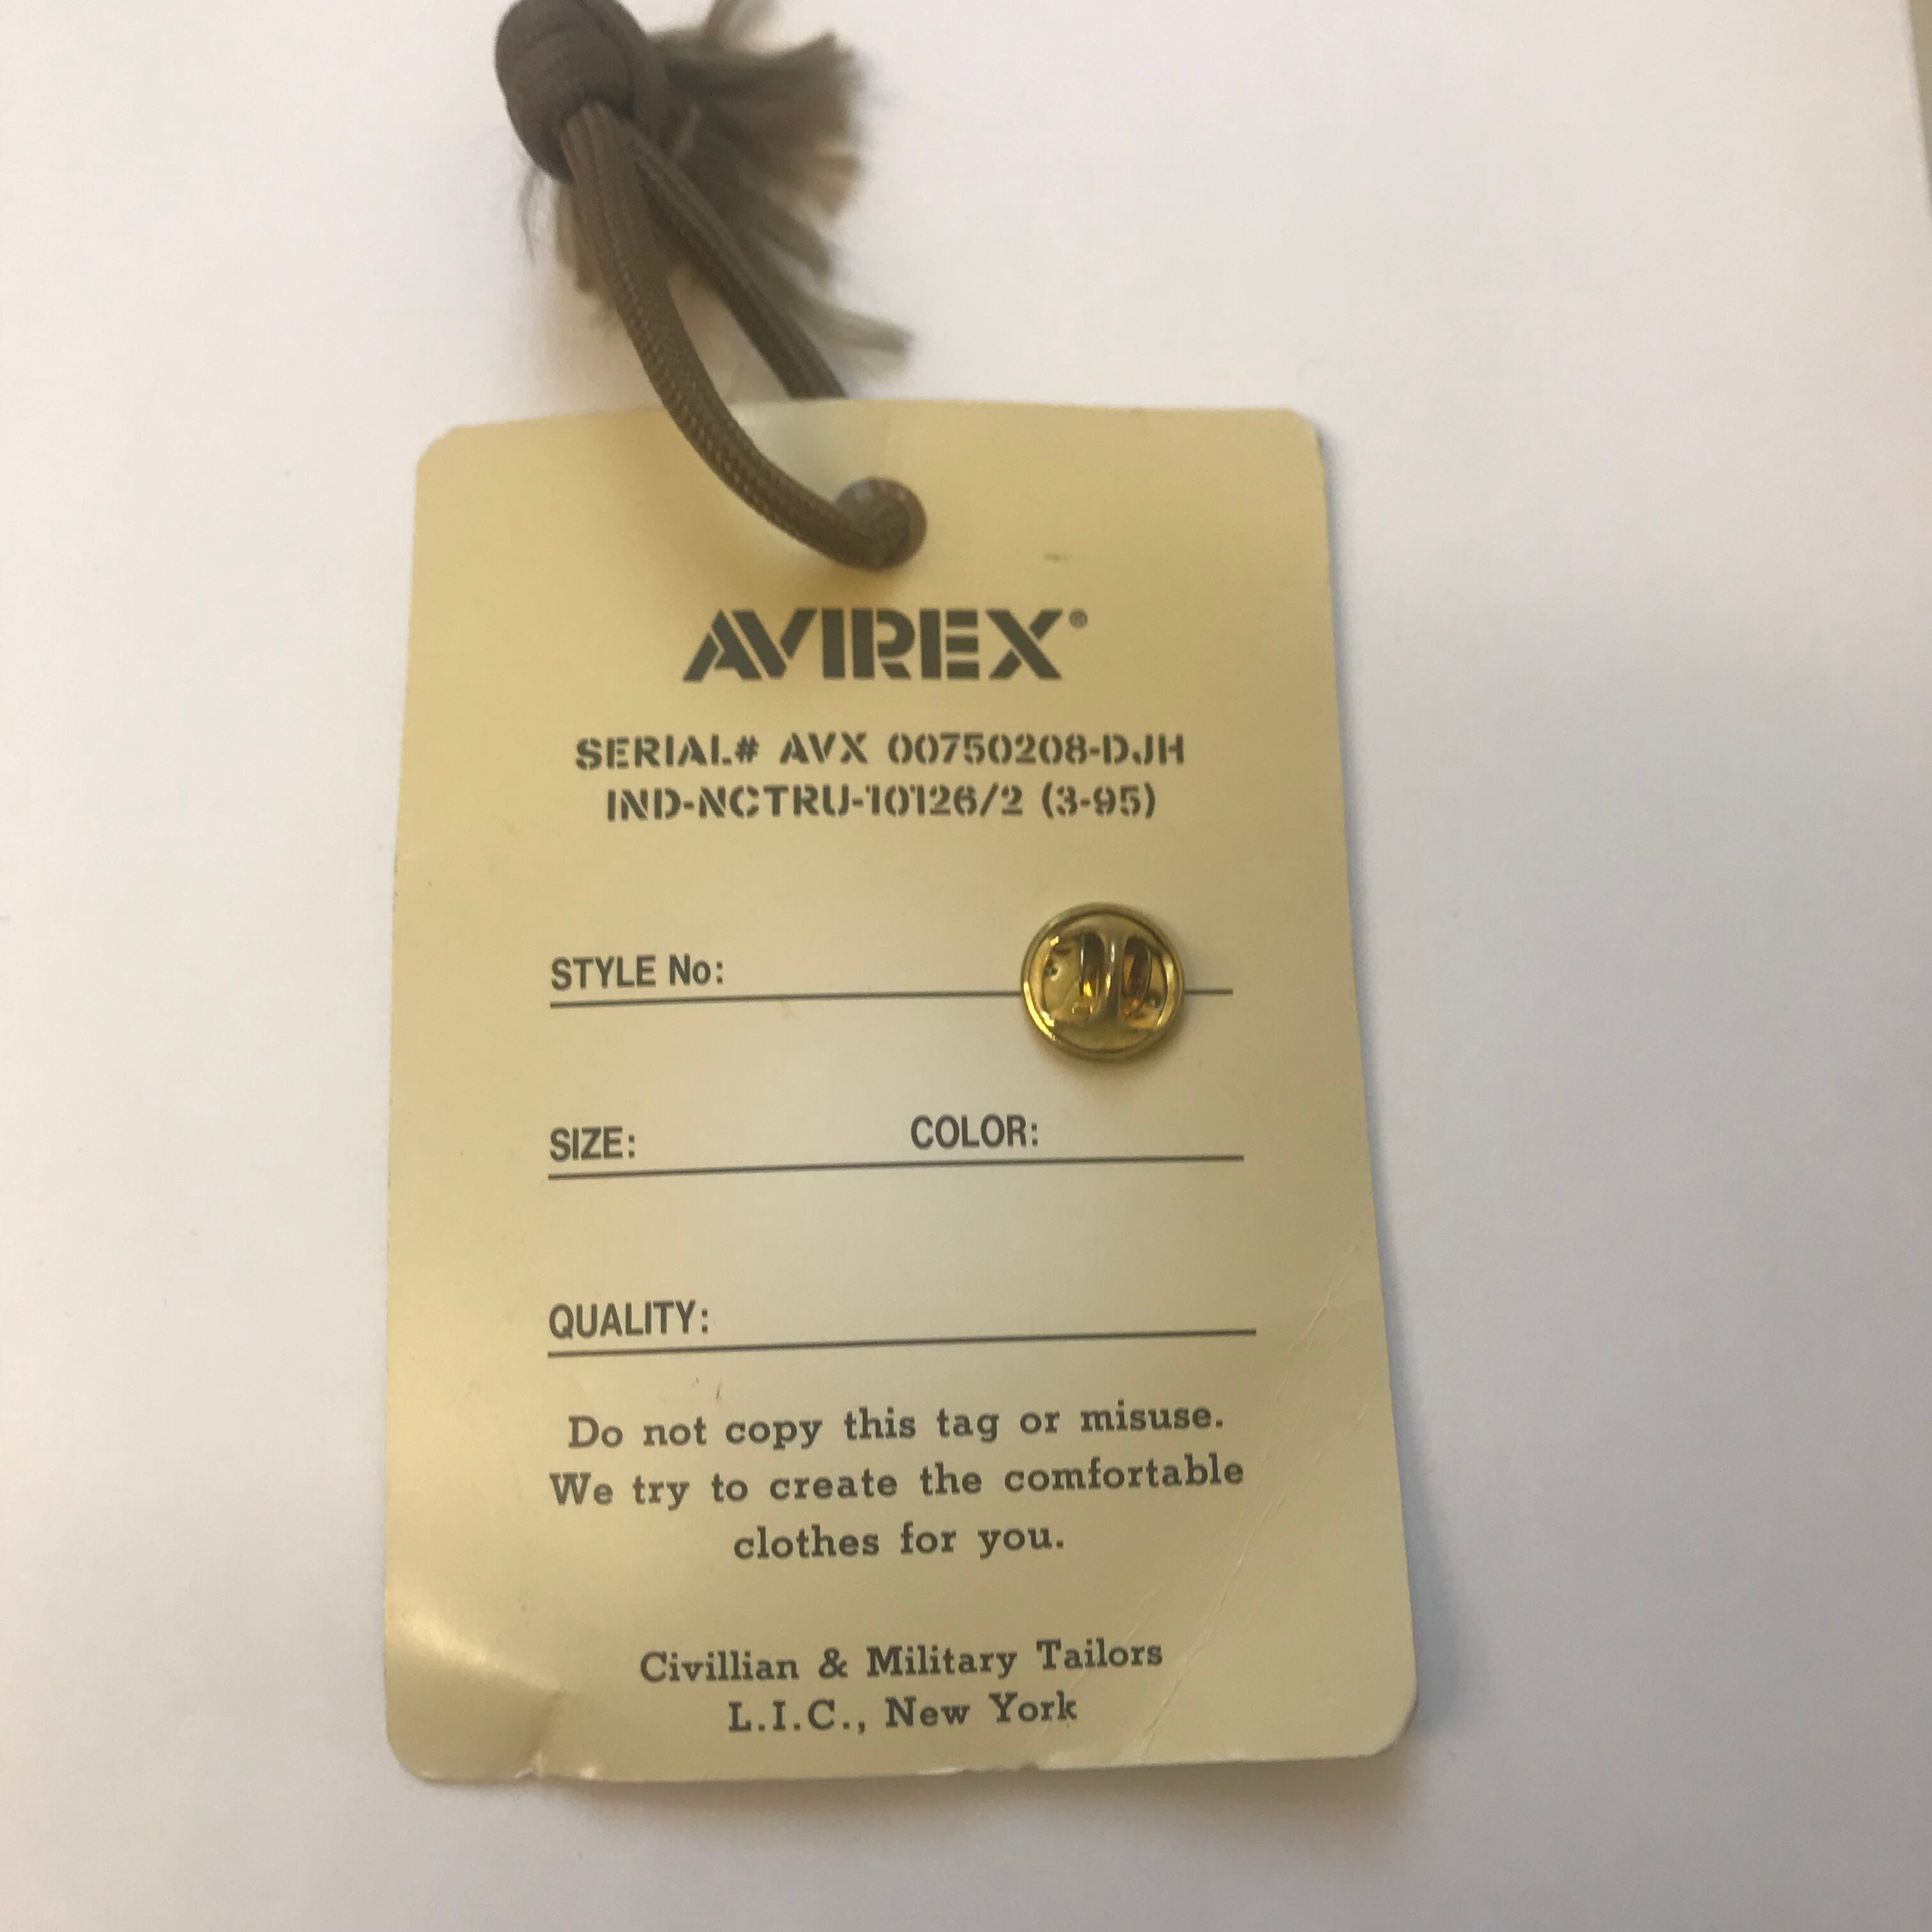 AVIREX®
SERIAL# AVX 00750208-DJH
IND-NCTRU-10126/2 (3-95)
STYLE No:
SIZE: COLOR:
QUALITY:
Do not copy this tag or misuse.
We try to create the comfortable
clothes for you.
Civillian & Military Tailors
L.I.C., New York